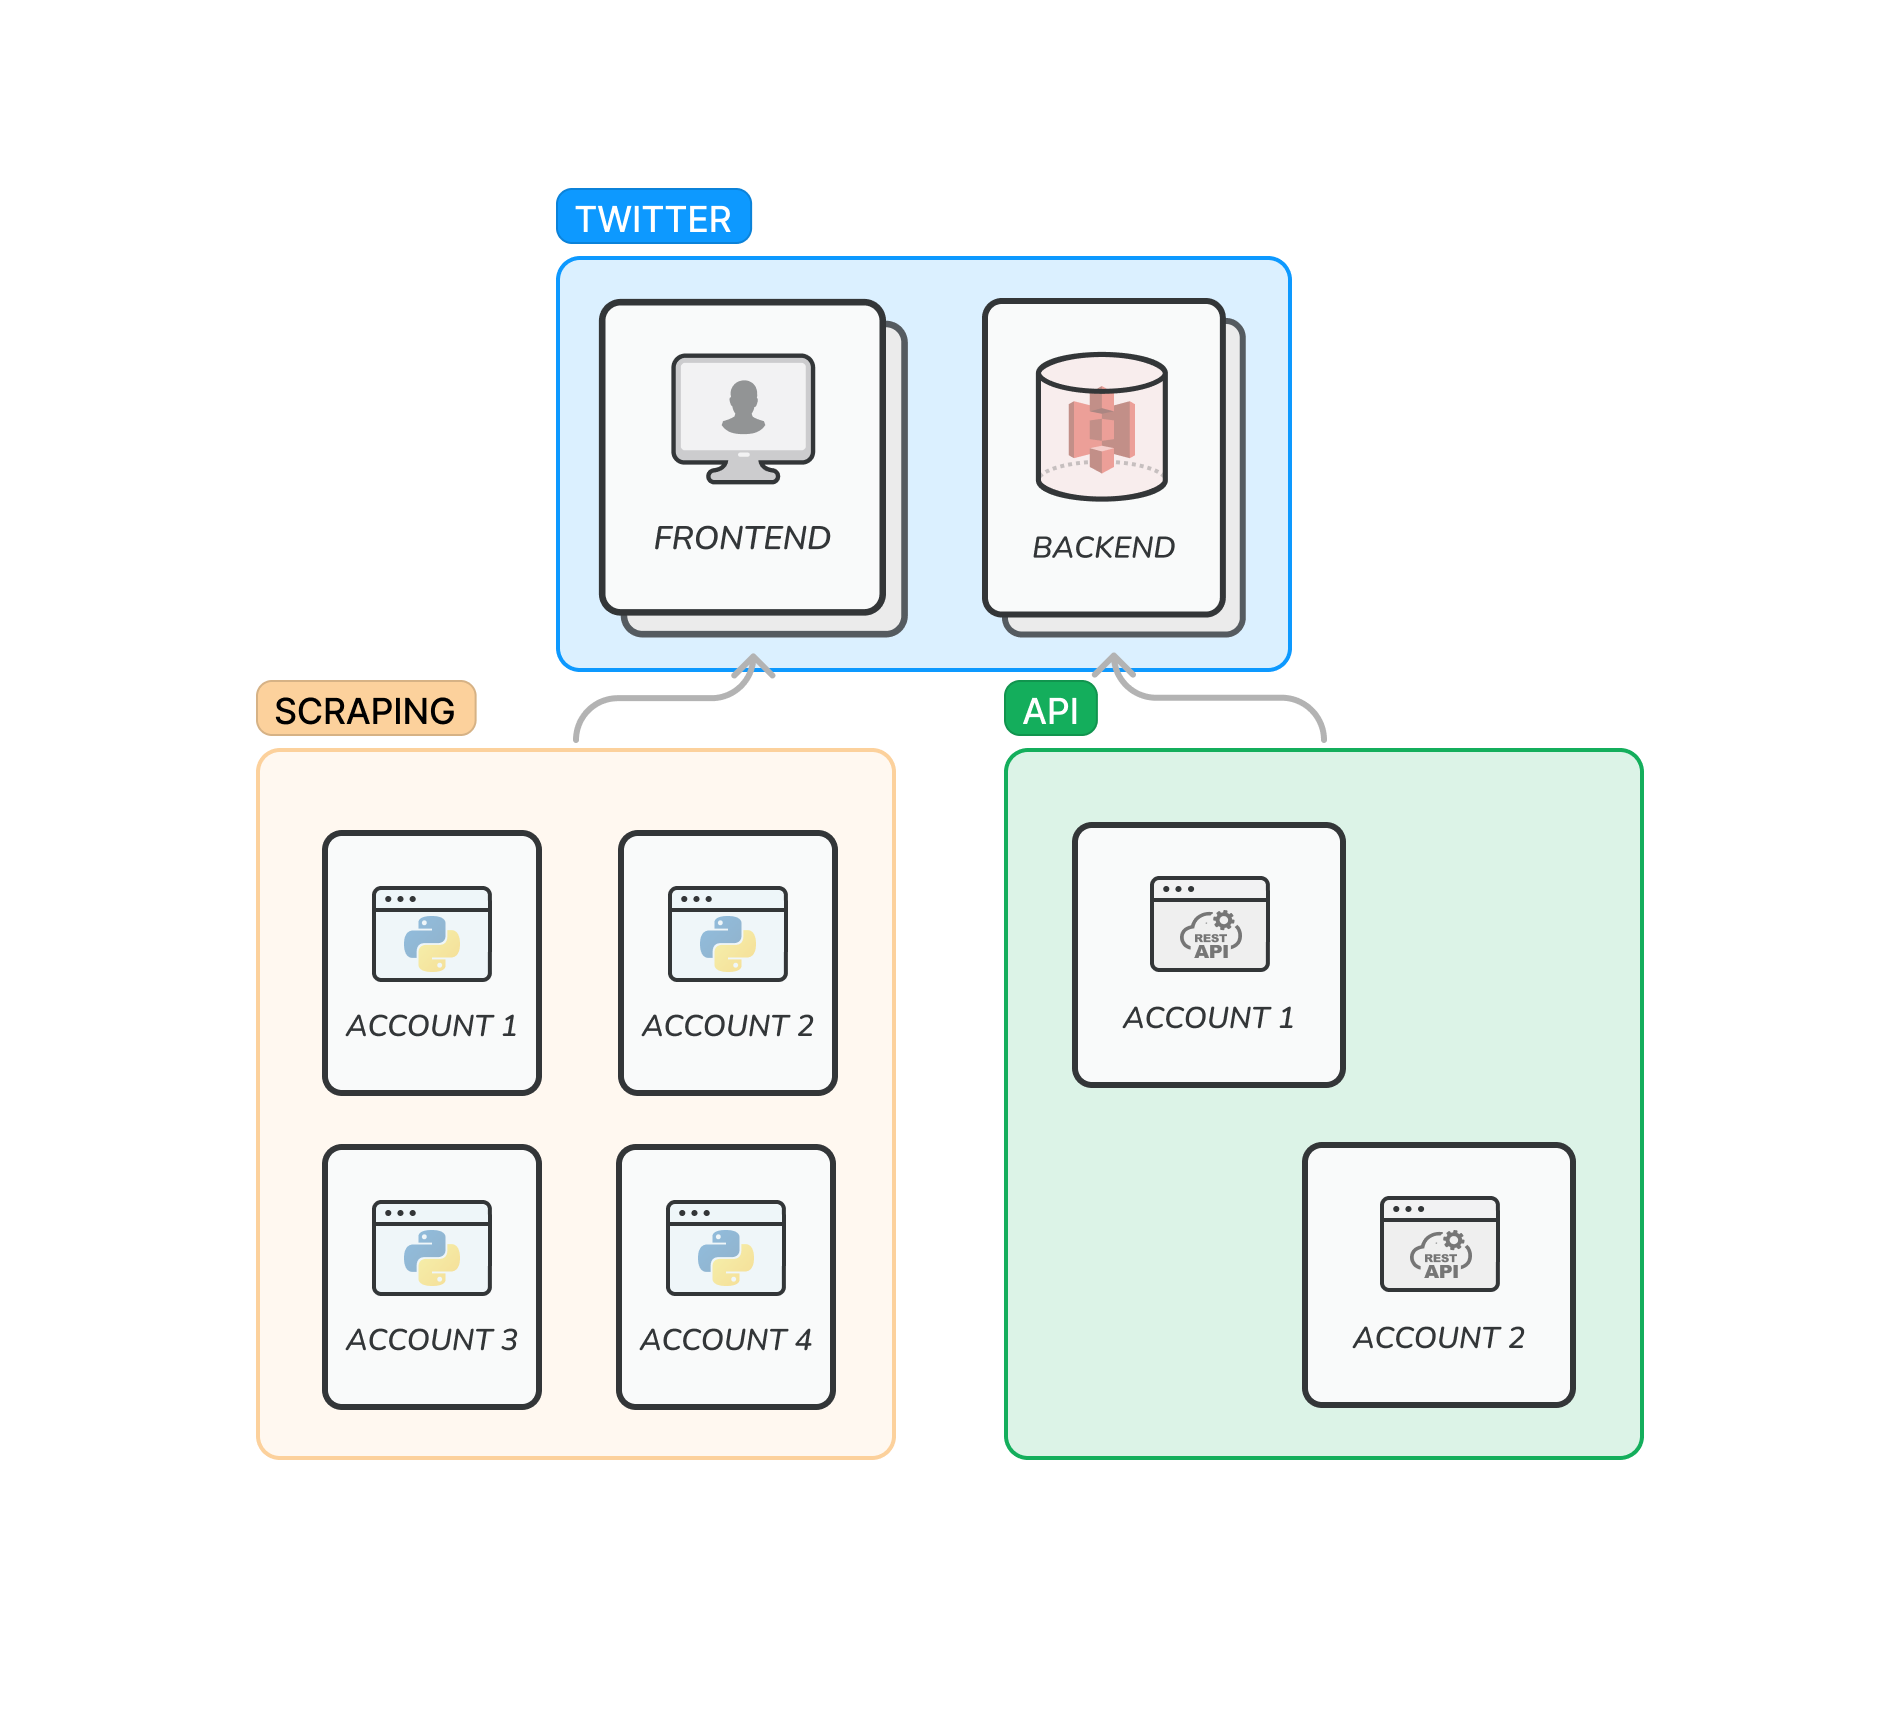 TWITTER
FRONTEND
BACKEND
SCRAPING
API
ACCOUNT 1
ACCOUNT 2
ACCOUNT 3
ACCOUNT 4
REST
API
ACCOUNT 1
REST
API
ACCOUNT 2